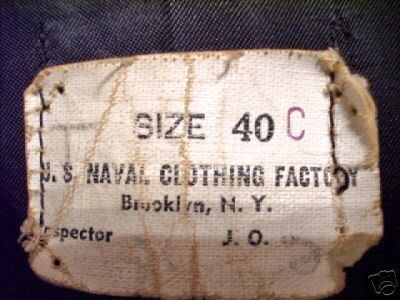 SIZE 40 C
U. S. NAVAL CLOTHING FACTORY
Brooklyn, N. Y.
Inspector J. O.